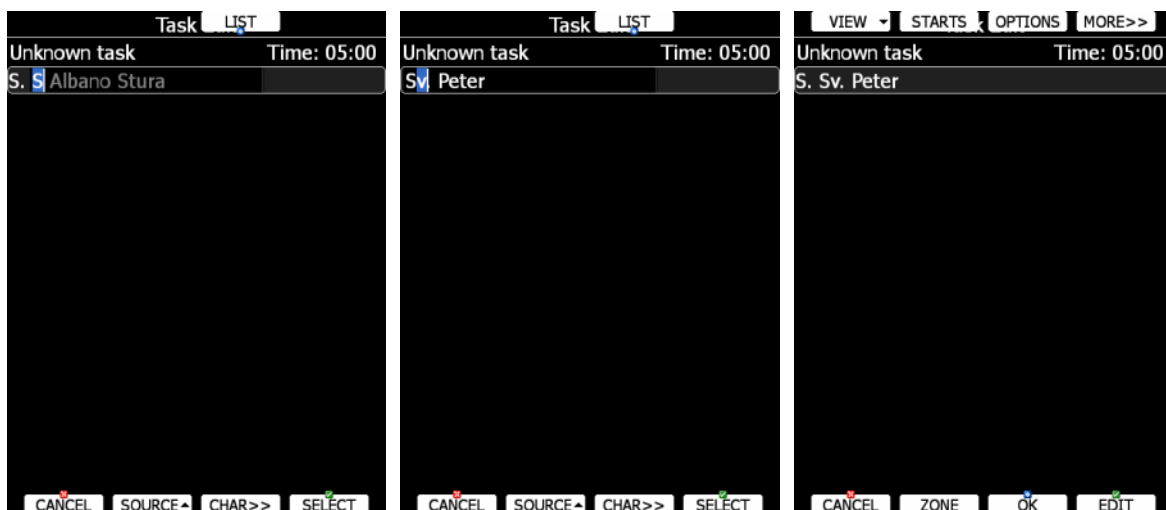 Task
LIST
Unknown task Time: 05:00
S. S Albano Stura
CANCEL SOURCE CHAR>> SELECT
Task
LIST
Unknown task Time: 05:00
Sv. Peter
CANCEL SOURCE CHAR>> SELECT
VIEW STARTS OPTIONS MORE>>
Unknown task Time: 05:00
S. Sv. Peter
CANCEL ZONE OK EDIT